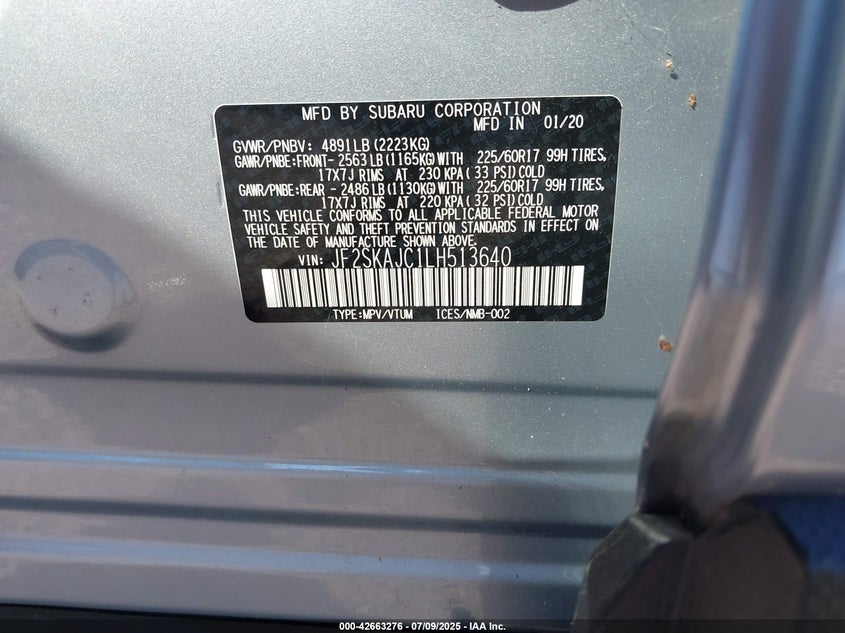 MFD BY SUBARU CORPORATION
MFD IN 01/20
GVWR/PNBV: 4891LB (2223KG)
GAWR/PNBE:FRONT- 2563 LB (1165KG) WITH 225/60R17 99H TIRES,
17X7J RIMS AT 230 KPA ( 33 PSI) COLD
GAWR/PNBE:REAR - 2486 LB (1130KG) WITH 225/60R17 99H TIRES,
17X7J RIMS AT 220 KPA ( 32 PSI) COLD
THIS VEHICLE CONFORMS TO ALL APPLICABLE FEDERAL MOTOR
VEHICLE SAFETY AND THEFT PREVENTION STANDARDS IN EFFECT ON
THE DATE OF MANUFACTURE SHOWN ABOVE.
VIN: JF2SKAJC1LH513640
TYPE:MPV/VTUM ICES/NMB-002
000-42663276 - 07/09/2025 - IAA Inc.